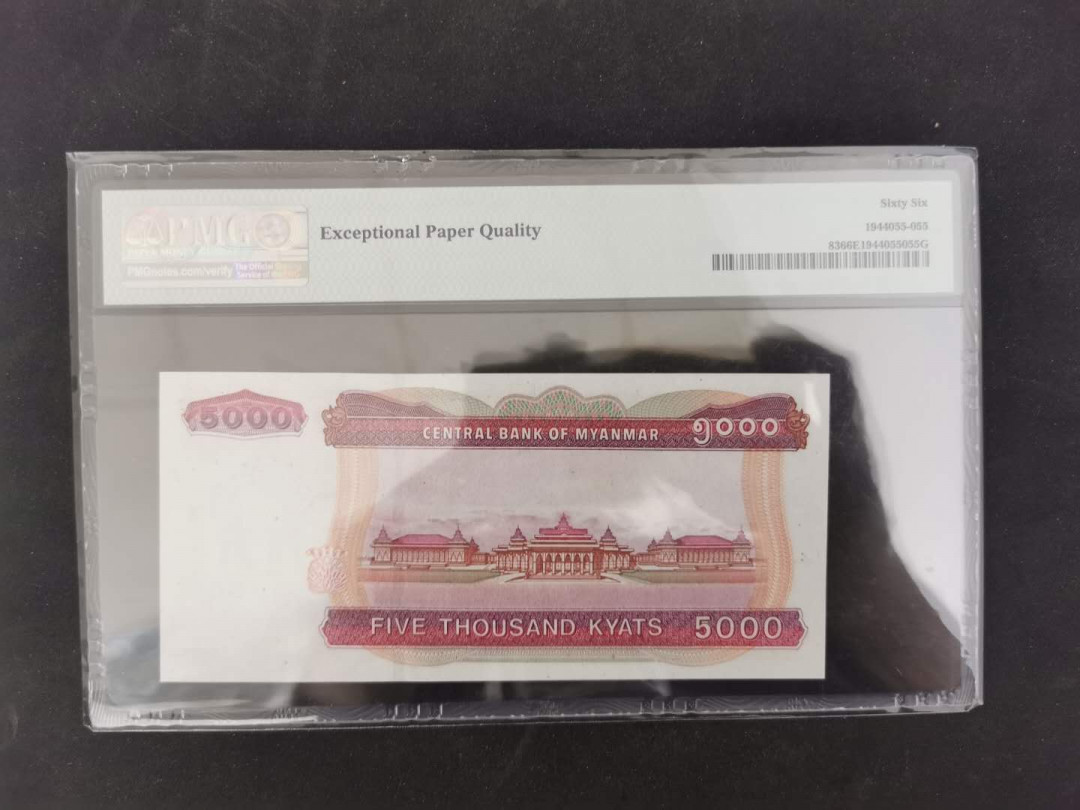 PMG
PMGnotes.com/verify
Exceptional Paper Quality
Sixty Six
1944055-055
8366E1944055055G
5000
CENTRAL BANK OF MYANMAR ၅၀၀၀
FIVE THOUSAND KYATS 5000